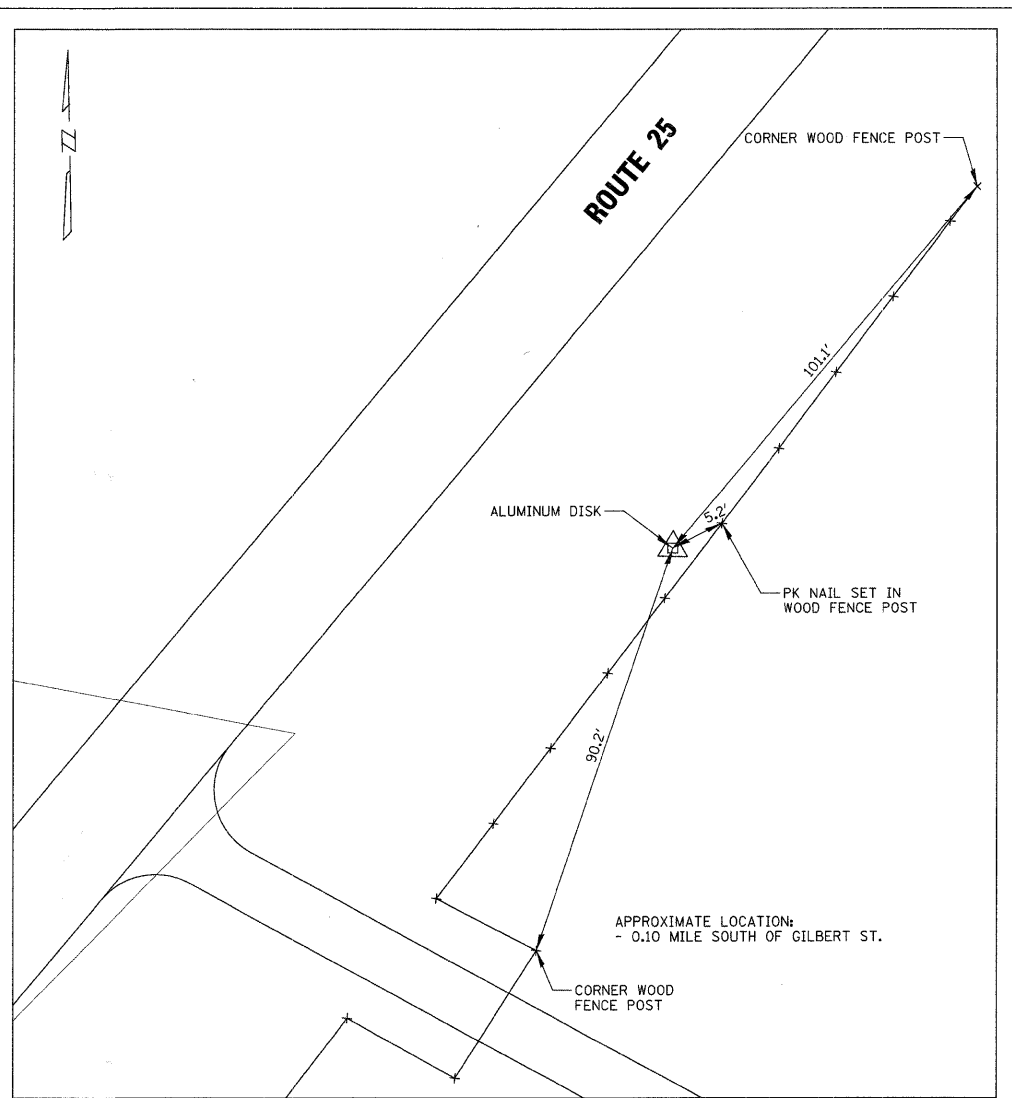 N
ROUTE 25
CORNER WOOD FENCE POST
101.1'
ALUMINUM DISK
5.2'
PK NAIL SET IN
WOOD FENCE POST
90.2'
APPROXIMATE LOCATION:
- 0.10 MILE SOUTH OF GILBERT ST.
CORNER WOOD
FENCE POST